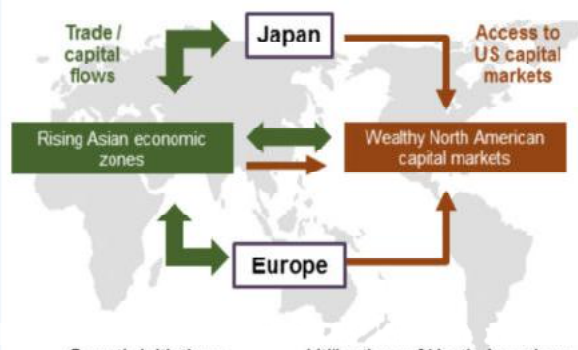 Trade /
capital
flows
Japan
Access to
US capital
markets
Rising Asian economic
zones
Wealthy North American
capital markets
Europe